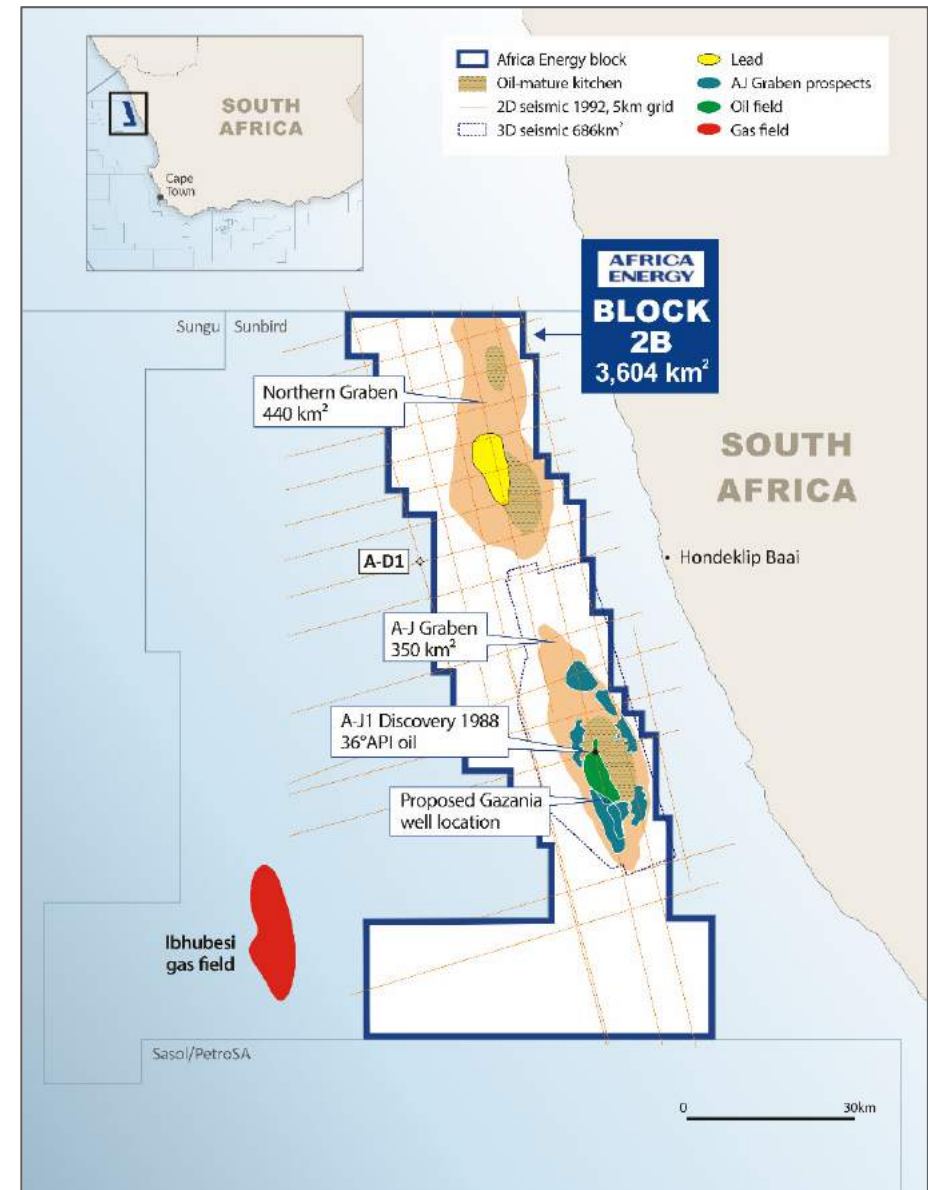 SOUTH
AFRICA
Cape
Town
Africa Energy block
Oil-mature kitchen
2D seismic 1992, 5km grid
3D seismic 686km²
Lead
AJ Graben prospects
Oil field
Gas field
AFRICA
ENERGY
BLOCK
2B
3,604 km²
Sungu
Sunbird
Northern Graben
440 km²
SOUTH
AFRICA
A-D1
Hondeklip Baai
A-J Graben
350 km²
A-J1 Discovery 1988
36°API oil
Proposed Gazania
well location
Ibhubesi
gas field
Sasol/PetroSA
0 30km